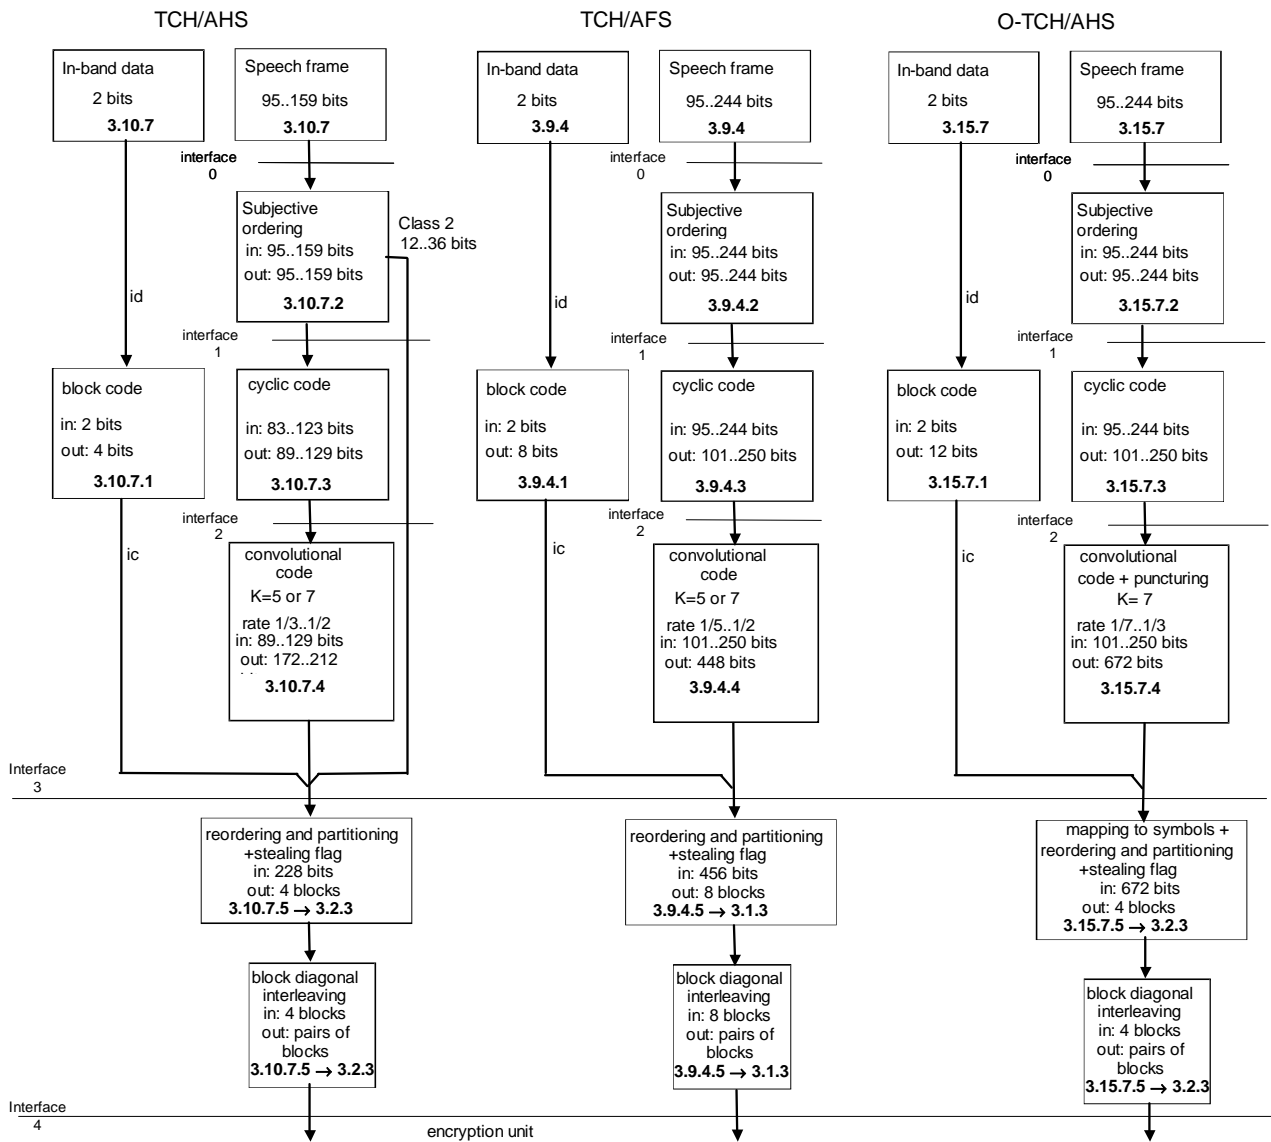 TCH/AHS
In-band data
2 bits
3.10.7
Speech frame
95..159 bits
3.10.7
interface
0
Subjective
ordering
in: 95..159 bits
out: 95..159 bits
3.10.7.2
Class 2
12..36 bits
id
interface
1
block code
in: 2 bits
out: 4 bits
3.10.7.1
cyclic code
in: 83..123 bits
out: 89..129 bits
3.10.7.3
interface
2
ic
convolutional
code
K=5 or 7
rate 1/3..1/2
in: 89..129 bits
out: 172..212
3.10.7.4
Interface
3
reordering and partitioning
+stealing flag
in: 228 bits
out: 4 blocks
3.10.7.5 → 3.2.3
block diagonal
interleaving
in: 4 blocks
out: pairs of
blocks
3.10.7.5 → 3.2.3
Interface
4
TCH/AFS
In-band data
2 bits
3.9.4
Speech frame
95..244 bits
3.9.4
interface
0
Subjective
ordering
in: 95..244 bits
out: 95..244 bits
3.9.4.2
id
interface
1
block code
in: 2 bits
out: 8 bits
3.9.4.1
cyclic code
in: 95..244 bits
out: 101..250 bits
3.9.4.3
interface
2
ic
convolutional
code
K=5 or 7
rate 1/5..1/2
in: 101..250 bits
out: 448 bits
3.9.4.4
reordering and partitioning
+stealing flag
in: 456 bits
out: 8 blocks
3.9.4.5 → 3.1.3
block diagonal
interleaving
in: 8 blocks
out: pairs of
blocks
3.9.4.5 → 3.1.3
encryption unit
O-TCH/AHS
In-band data
2 bits
3.15.7
Speech frame
95..244 bits
3.15.7
interface
0
Subjective
ordering
in: 95..244 bits
out: 95..244 bits
3.15.7.2
id
interface
1
block code
in: 2 bits
out: 12 bits
3.15.7.1
cyclic code
in: 95..244 bits
out: 101..250 bits
3.15.7.3
interface
2
ic
convolutional
code + puncturing
K= 7
rate 1/7..1/3
in: 101..250 bits
out: 672 bits
3.15.7.4
mapping to symbols +
reordering and partitioning
+stealing flag
in: 672 bits
out: 4 blocks
3.15.7.5 → 3.2.3
block diagonal
interleaving
in: 4 blocks
out: pairs of
blocks
3.15.7.5 → 3.2.3